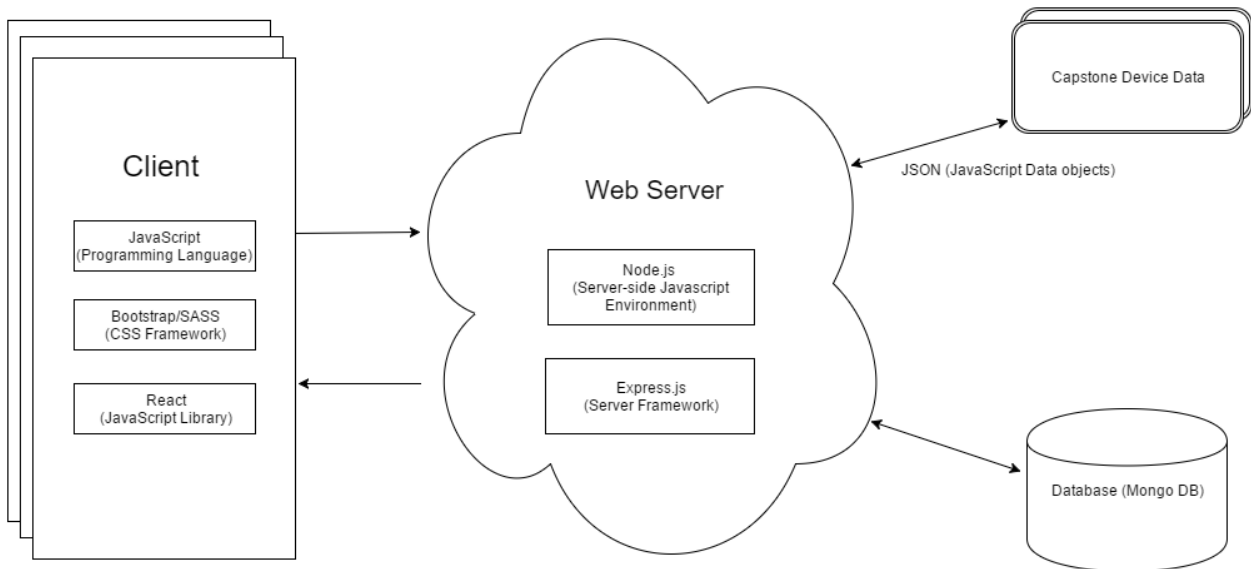 Client
JavaScript
(Programming Language)
Bootstrap/SASS
(CSS Framework)
React
(JavaScript Library)
Web Server
Node.js
(Server-side Javascript
Environment)
Express.js
(Server Framework)
Capstone Device Data
JSON (JavaScript Data objects)
Database (Mongo DB)